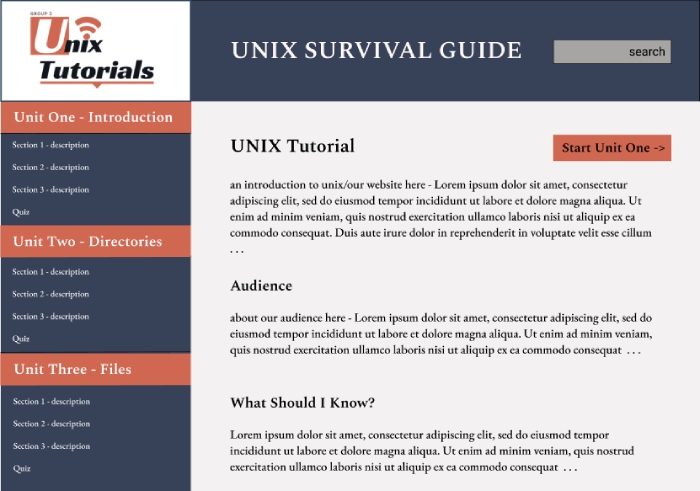 GROUP 3
Unix
Tutorials
UNIX SURVIVAL GUIDE
search
Unit One - Introduction
Section 1 - description
Section 2 - description
Section 3 - description
Quiz
Unit Two - Directories
Section 1 - description
Section 2 - description
Section 3 - description
Quiz
Unit Three - Files
Section 1 - description
Section 2 - description
Section 3 - description
Quiz
UNIX Tutorial
Start Unit One ->
an introduction to unix/our website here - Lorem ipsum dolor sit amet, consectetur
adipiscing elit, sed do eiusmod tempor incididunt ut labore et dolore magna aliqua. Ut
enim ad minim veniam, quis nostrud exercitation ullamco laboris nisi ut aliquip ex ea
commodo consequat. Duis aute irure dolor in reprehenderit in voluptate velit esse cillum
. . .
Audience
about our audience here - Lorem ipsum dolor sit amet, consectetur adipiscing elit, sed do
eiusmod tempor incididunt ut labore et dolore magna aliqua. Ut enim ad minim veniam,
quis nostrud exercitation ullamco laboris nisi ut aliquip ex ea commodo consequat . . .
What Should I Know?
Lorem ipsum dolor sit amet, consectetur adipiscing elit, sed do eiusmod tempor
incididunt ut labore et dolore magna aliqua. Ut enim ad minim veniam, quis nostrud
exercitation ullamco laboris nisi ut aliquip ex ea commodo consequat . . .